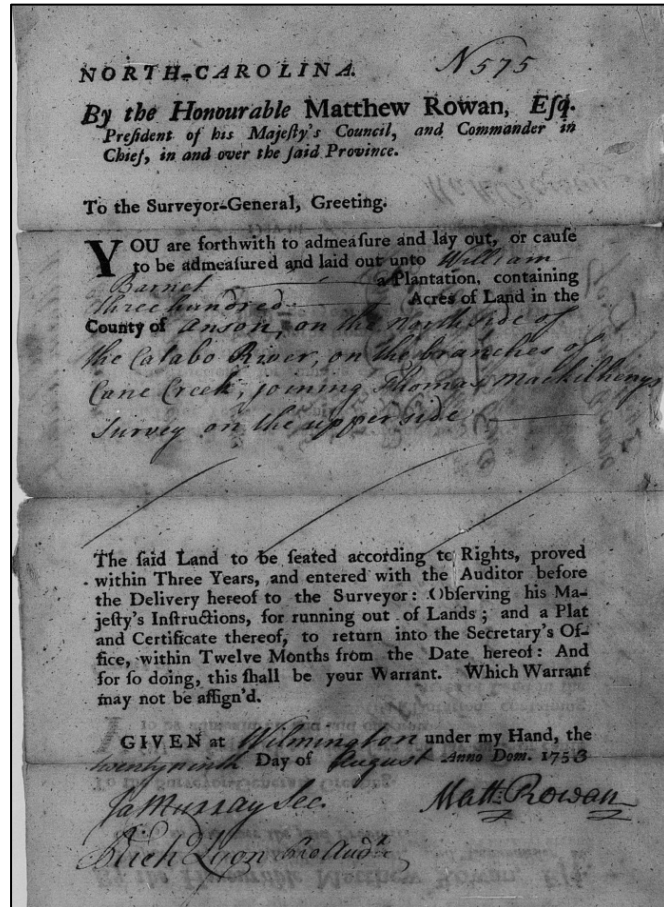 NORTH-CAROLINA. N 575
By the Honourable Matthew Rowan, Eſq.
Preſident of his Majeſty's Council, and Commander in
Chief, in and over the ſaid Province.
To the Surveyor-General, Greeting.
YOU are forthwith to admeaſure and lay out, or cauſe
to be admeaſured and laid out unto William
Barnet a Plantation, containing
three hundred Acres of Land in the
County of Anson, on the North side of
the Catabo River, on the branches of
Cane Creek, joining Thomas Mackilhenys
Survey on the upper side
The ſaid Land to be ſeated according to Rights, proved
within Three Years, and entered with the Auditor before
the Delivery hereof to the Surveyor: Obſerving his Ma-
jeſty's Inſtructions, for running out of Lands; and a Plat
and Certificate thereof, to return into the Secretary's Of-
fice, within Twelve Months from the Date hereof: And
for ſo doing, this ſhall be your Warrant. Which Warrant
may not be aſſign'd.
GIVEN at Wilmington under my Hand, the
twenty ninth Day of August Anno Dom. 1753
Ja Murray Sec. Matt: Rowan
Rich Lyon Aud.r